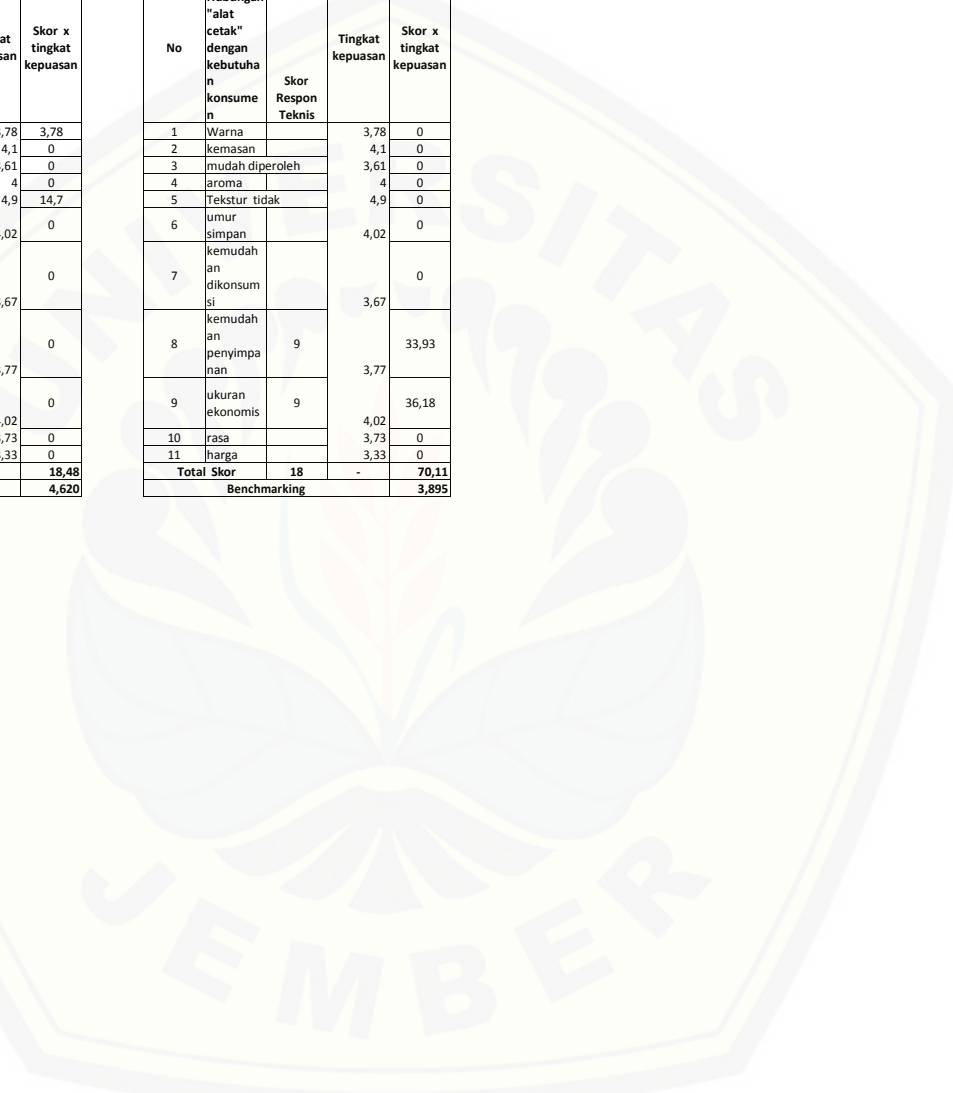 Skor x
tingkat
kepuasan
,78 3,78
4,1 0
,61 0
4 0
4,9 14,7
,02 0
,67 0
,77 0
,02 0
,73 0
,33 0
18,48
4,620
No
"alat
cetak"
dengan
kebutuha
n
konsume
n
Skor
Respon
Teknis
Tingkat
kepuasan
Skor x
tingkat
kepuasan
1 Warna 3,78 0
2 kemasan 4,1 0
3 mudah diperoleh 3,61 0
4 aroma 4 0
5 Tekstur tidak 4,9 0
6 umur
simpan 4,02 0
7 kemudah
an
dikonsum
si 3,67 0
8 kemudah
an
penyimpa
nan 9 3,77 33,93
9 ukuran
ekonomis 9 4,02 36,18
10 rasa 3,73 0
11 harga 3,33 0
Total Skor 18 - 70,11
Benchmarking 3,895
UNIVERSITAS
JEMBER